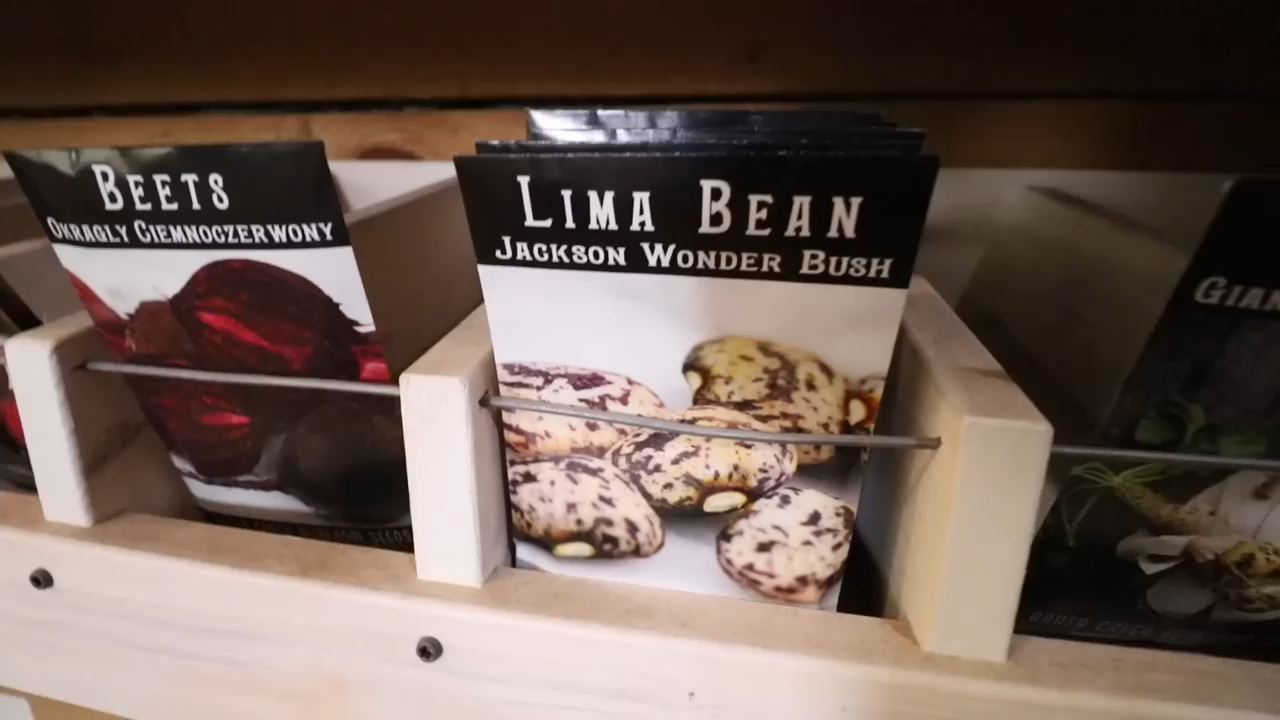 BEETS
OKRAGLY CIEMNOCZERWONY
LIMA BEAN
JACKSON WONDER BUSH